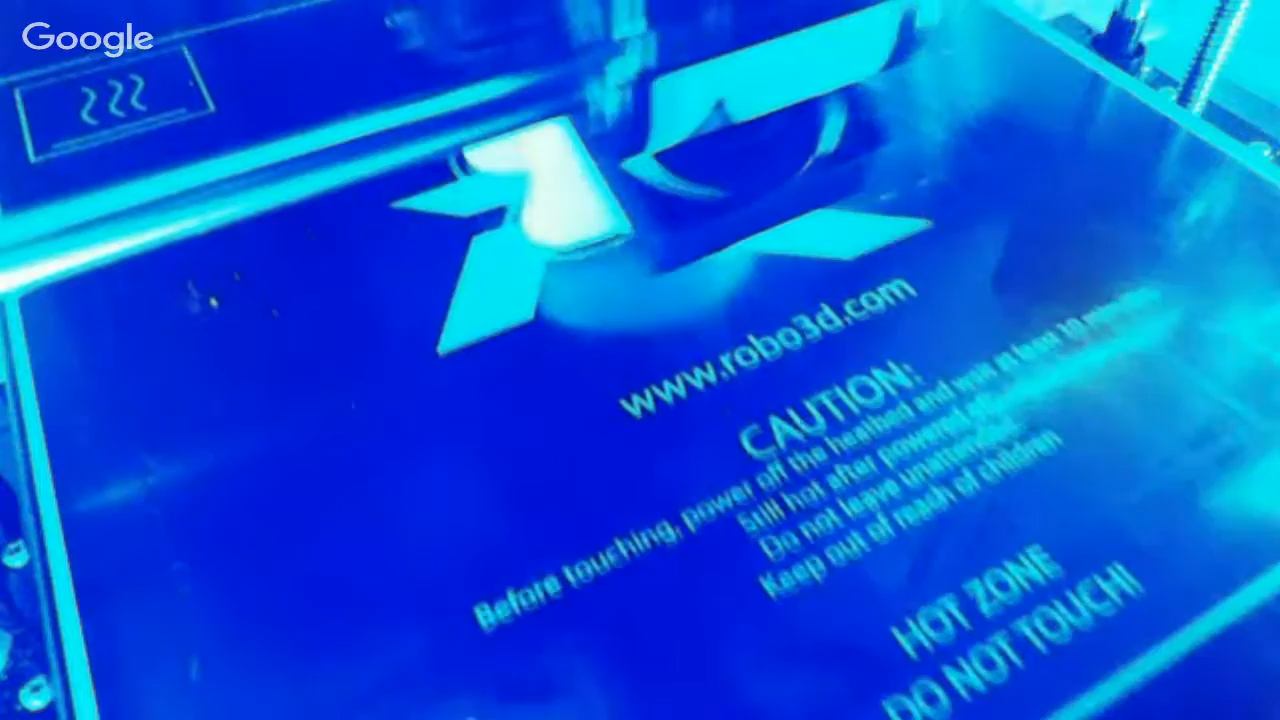 Google
www.robo3d.com
CAUTION:
Before touching, power off the heatbed and wait at least 10 minutes
Still hot after powered off
Do not leave unattended
Keep out of reach of children
HOT ZONE
DO NOT TOUCH!